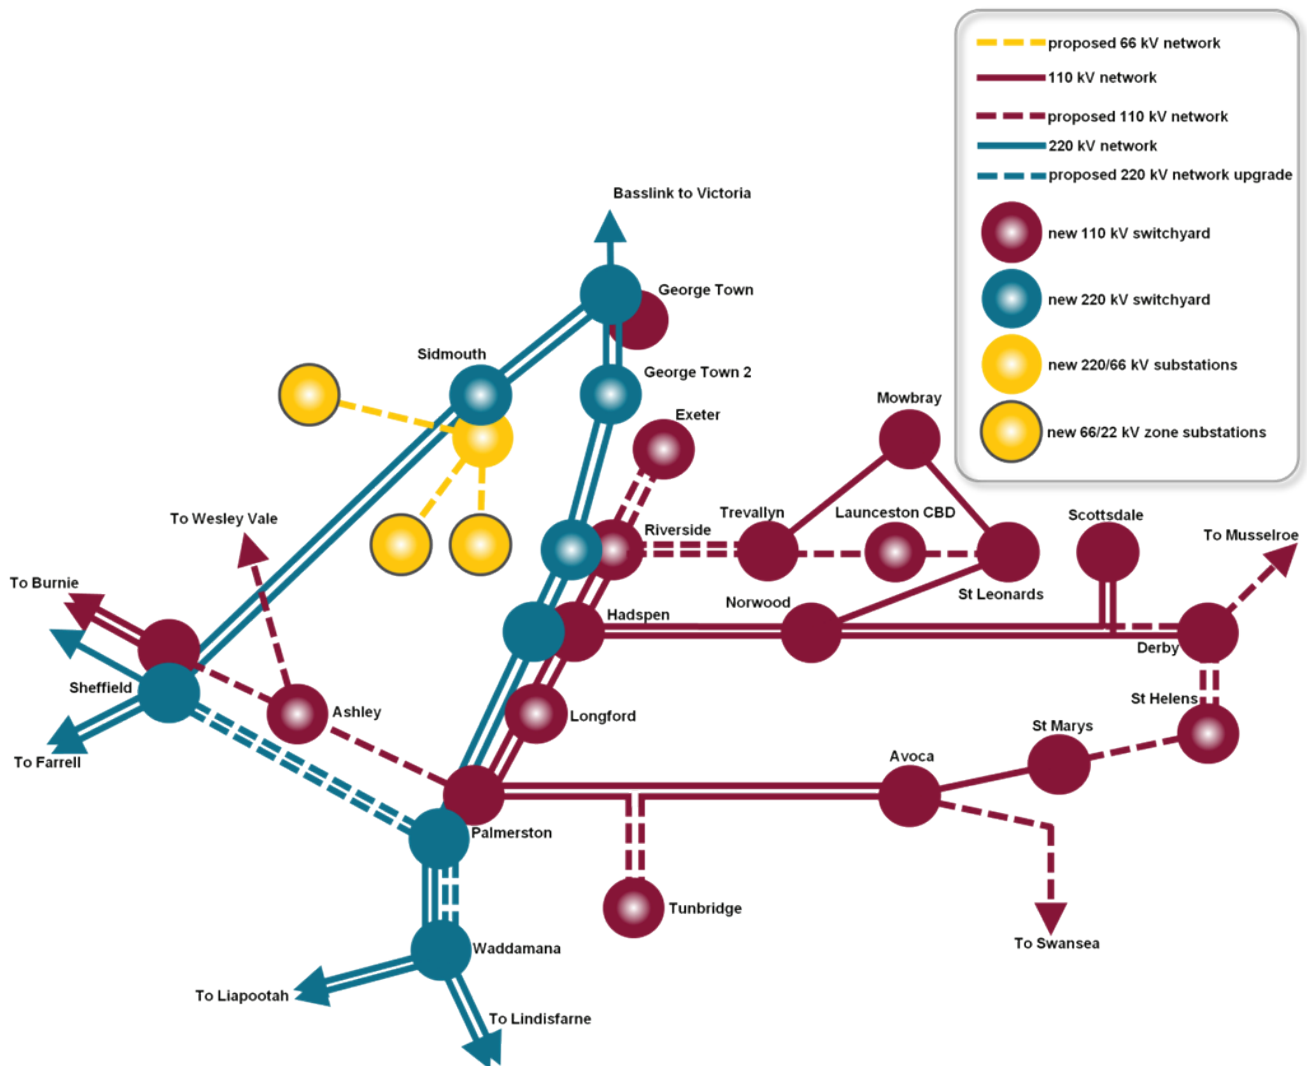 proposed 66 kV network
110 kV network
proposed 110 kV network
220 kV network
proposed 220 kV network upgrade
new 110 kV switchyard
new 220 kV switchyard
new 220/66 kV substations
new 66/22 kV zone substations
Basslink to Victoria
George Town
Sidmouth
George Town 2
Exeter
Mowbray
To Wesley Vale
Riverside
Trevallyn
Launceston CBD
Scottsdale
To Musselroe
To Burnie
Hadspen
Norwood
St Leonards
Derby
Sheffield
Ashley
Longford
St Helens
St Marys
To Farrell
Avoca
Palmerston
Tunbridge
To Swansea
Waddamana
To Liapootah
To Lindisfarne